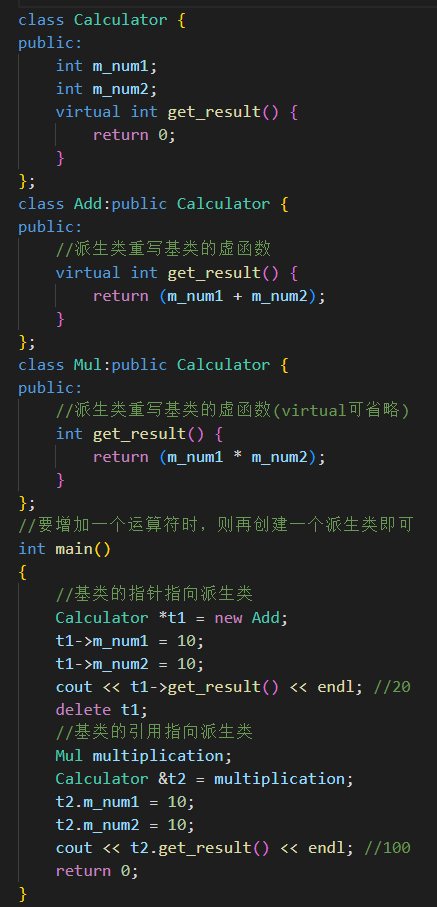 class Calculator {
public:
    int m_num1;
    int m_num2;
    virtual int get_result() {
        return 0;
    }
};
class Add:public Calculator {
public:
    //派生类重写基类的虚函数
    virtual int get_result() {
        return (m_num1 + m_num2);
    }
};
class Mul:public Calculator {
public:
    //派生类重写基类的虚函数(virtual可省略)
    int get_result() {
        return (m_num1 * m_num2);
    }
};
//要增加一个运算符时，则再创建一个派生类即可
int main()
{
    //基类的指针指向派生类
    Calculator *t1 = new Add;
    t1->m_num1 = 10;
    t1->m_num2 = 10;
    cout << t1->get_result() << endl; //20
    delete t1;
    //基类的引用指向派生类
    Mul multiplication;
    Calculator &t2 = multiplication;
    t2.m_num1 = 10;
    t2.m_num2 = 10;
    cout << t2.get_result() << endl; //100
    return 0;
}